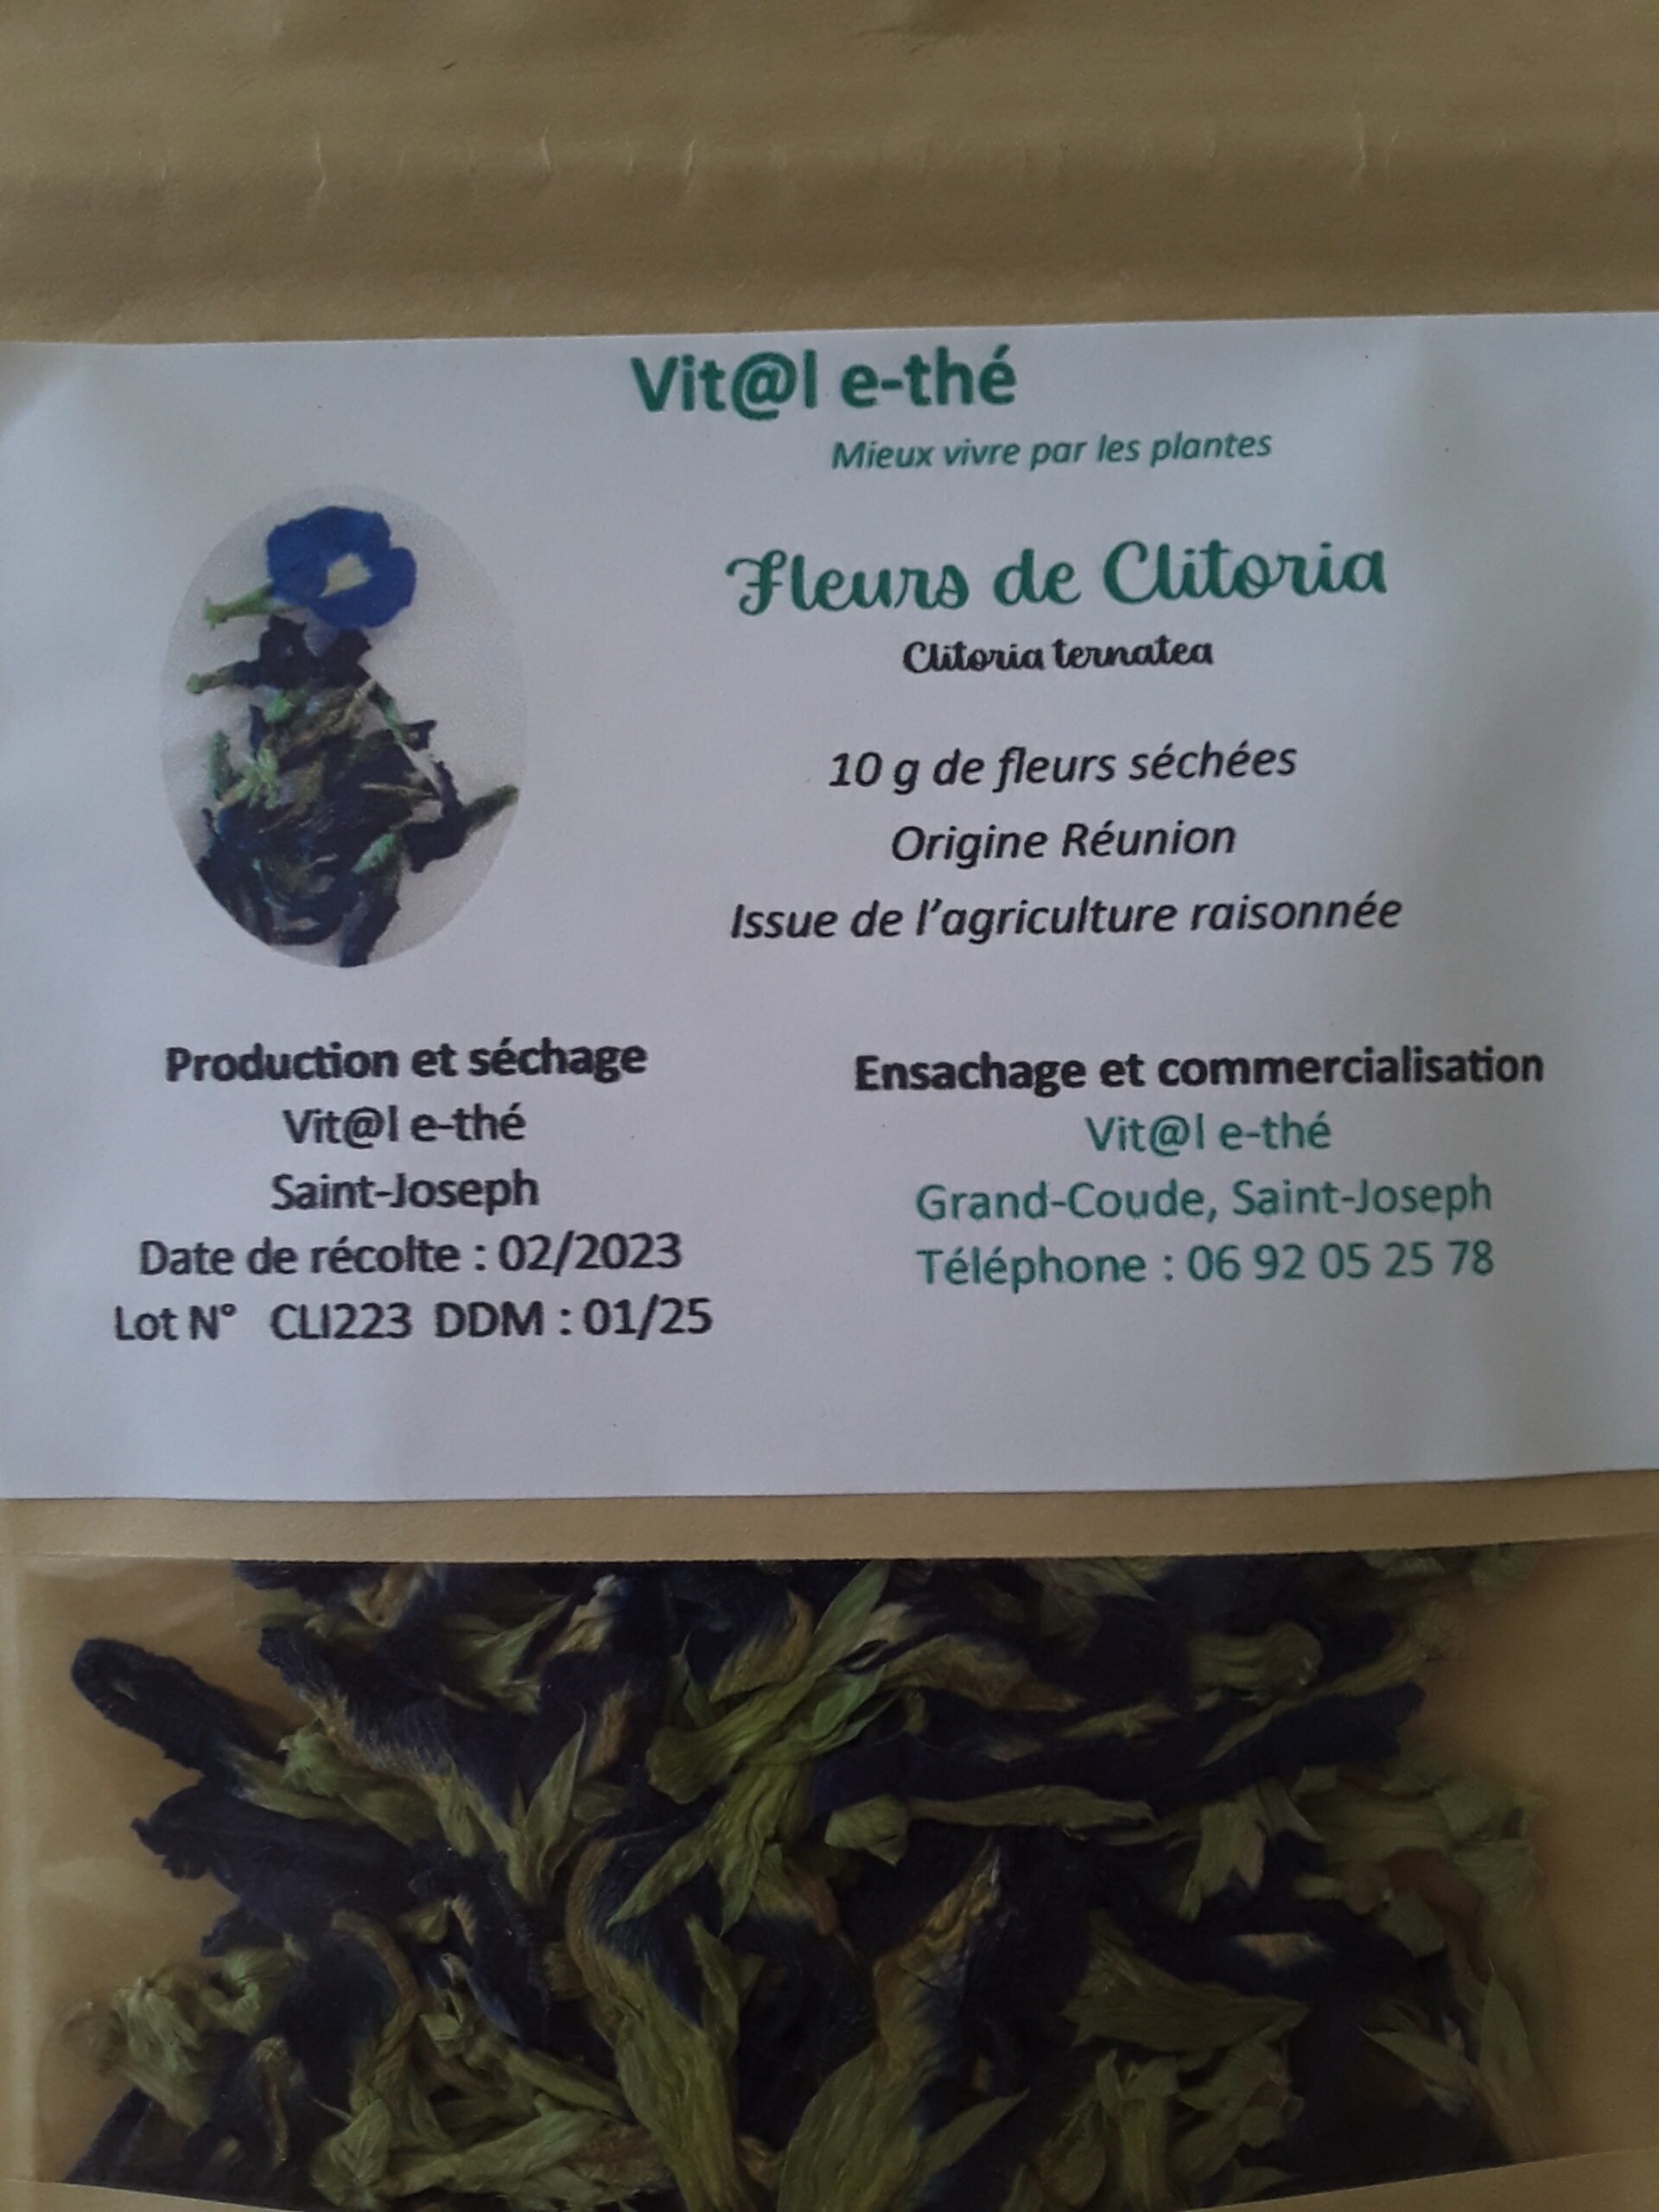 Vit@l e-thé
Mieux vivre par les plantes
Fleurs de Clitoria
Clitoria ternatea
10 g de fleurs séchées
Origine Réunion
Issue de l'agriculture raisonnée
Production et séchage
Vit@l e-thé
Saint-Joseph
Date de récolte : 02/2023
Lot N° CLI223 DDM : 01/25
Ensachage et commercialisation
Vit@l e-thé
Grand-Coude, Saint-Joseph
Téléphone : 06 92 05 25 78